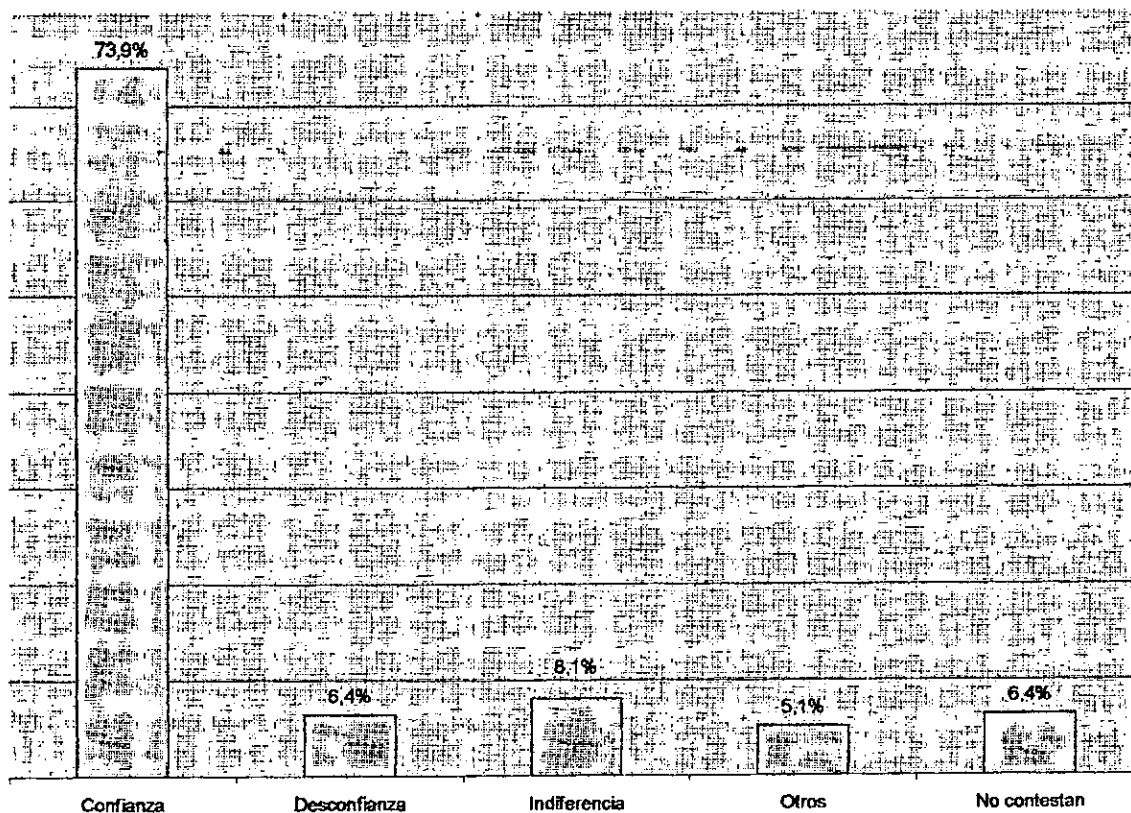 73,9%
6,4%
8,1%
5,1%
6,4%
Confianza
Desconfianza
Indiferencia
Otros
No contestan